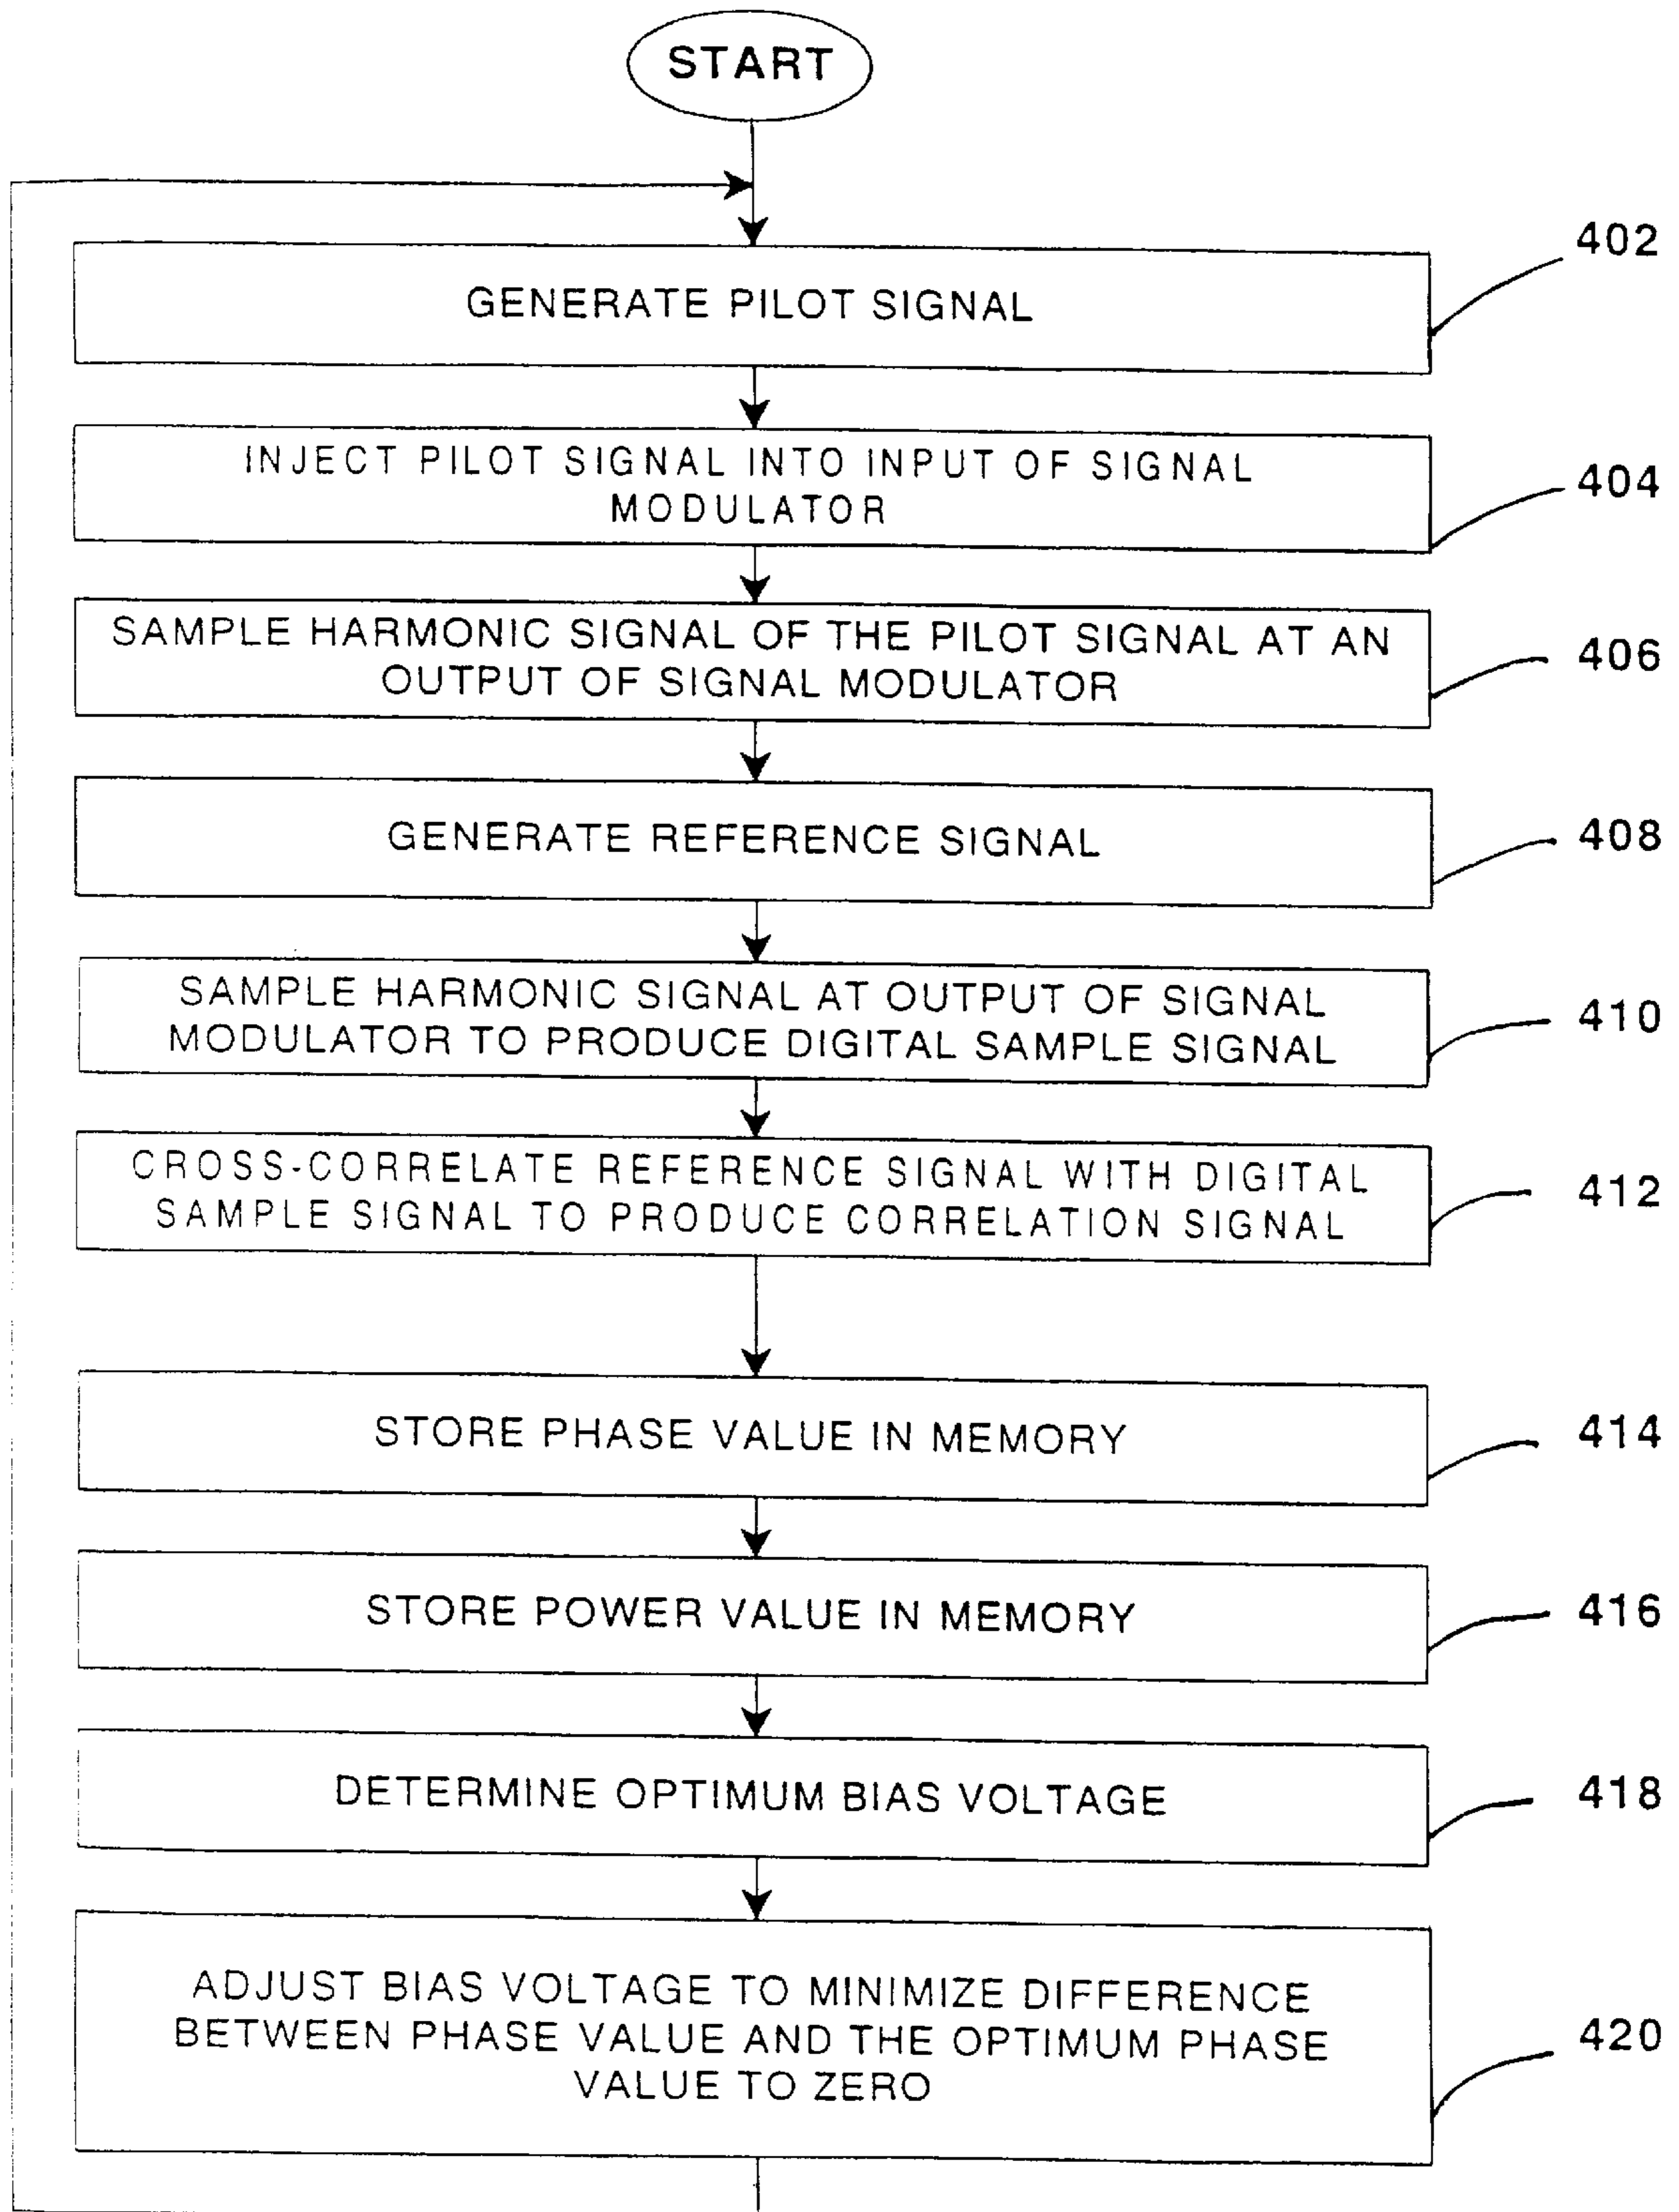 START
GENERATE PILOT SIGNAL
402
INJECT PILOT SIGNAL INTO INPUT OF SIGNAL
MODULATOR
404
SAMPLE HARMONIC SIGNAL OF THE PILOT SIGNAL AT AN
OUTPUT OF SIGNAL MODULATOR
406
GENERATE REFERENCE SIGNAL
408
SAMPLE HARMONIC SIGNAL AT OUTPUT OF SIGNAL
MODULATOR TO PRODUCE DIGITAL SAMPLE SIGNAL
410
CROSS-CORRELATE REFERENCE SIGNAL WITH DIGITAL
SAMPLE SIGNAL TO PRODUCE CORRELATION SIGNAL
412
STORE PHASE VALUE IN MEMORY
414
STORE POWER VALUE IN MEMORY
416
DETERMINE OPTIMUM BIAS VOLTAGE
418
ADJUST BIAS VOLTAGE TO MINIMIZE DIFFERENCE
BETWEEN PHASE VALUE AND THE OPTIMUM PHASE
VALUE TO ZERO
420